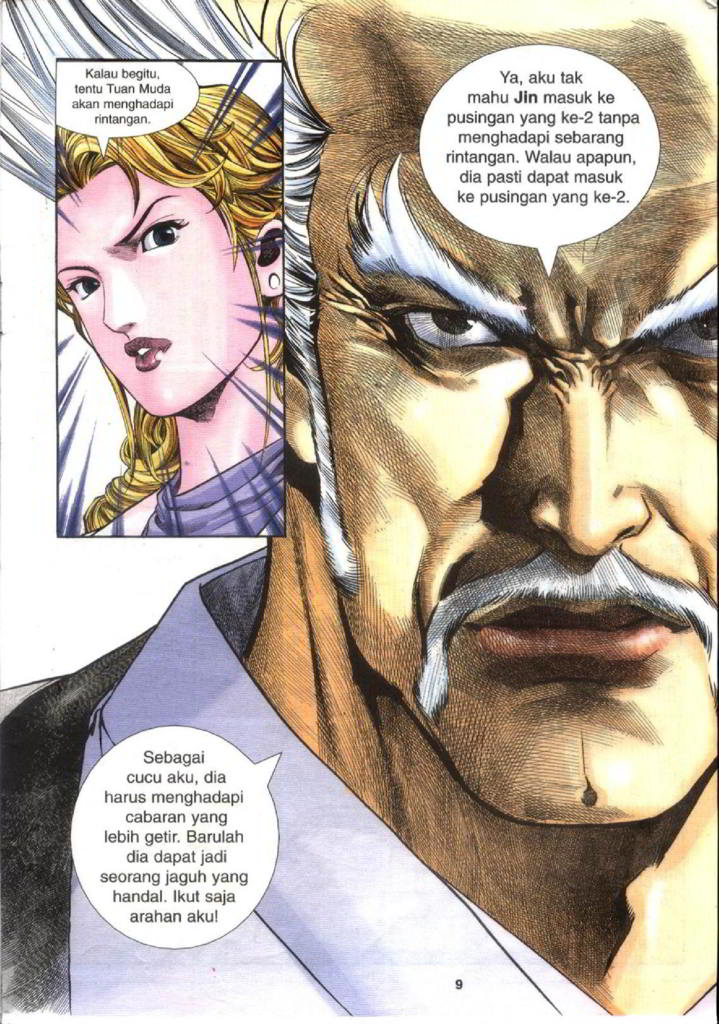 Kalau begitu,
tentu Tuan Muda
akan menghadapi
rintangan.
Ya, aku tak
mahu Jin masuk ke
pusingan yang ke-2 tanpa
menghadapi sebarang
rintangan. Walau apapun,
dia pasti dapat masuk
ke pusingan yang ke-2.
Sebagai
cucu aku, dia
harus menghadapi
cabaran yang
lebih getir. Barulah
dia dapat jadi
seorang jaguh yang
handal. Ikut saja
arahan aku!
9